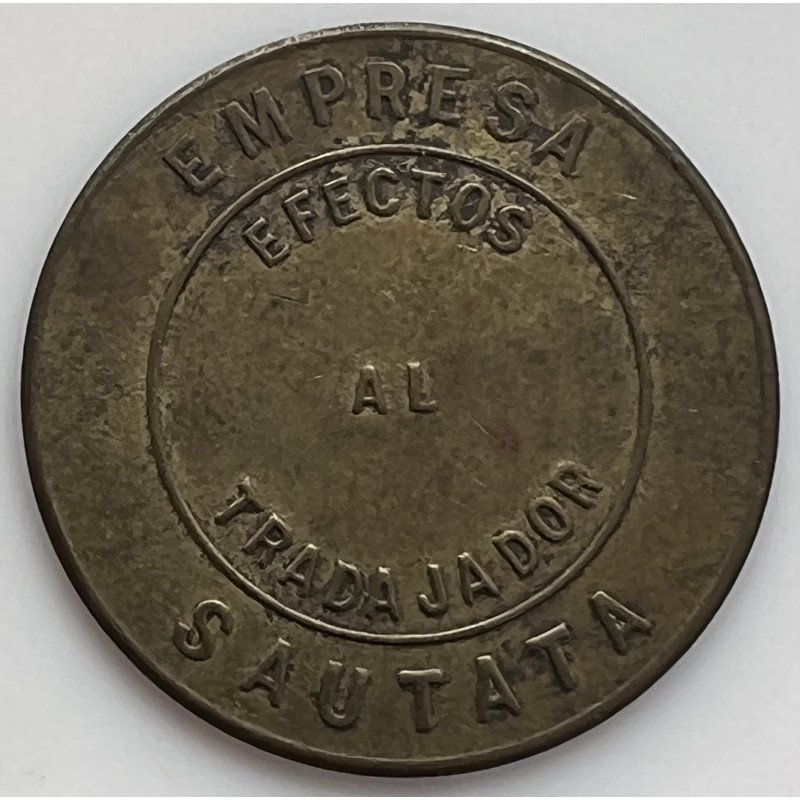 EMPRESA
EFECTOS
AL
TRADAJADOR
SAUTATA